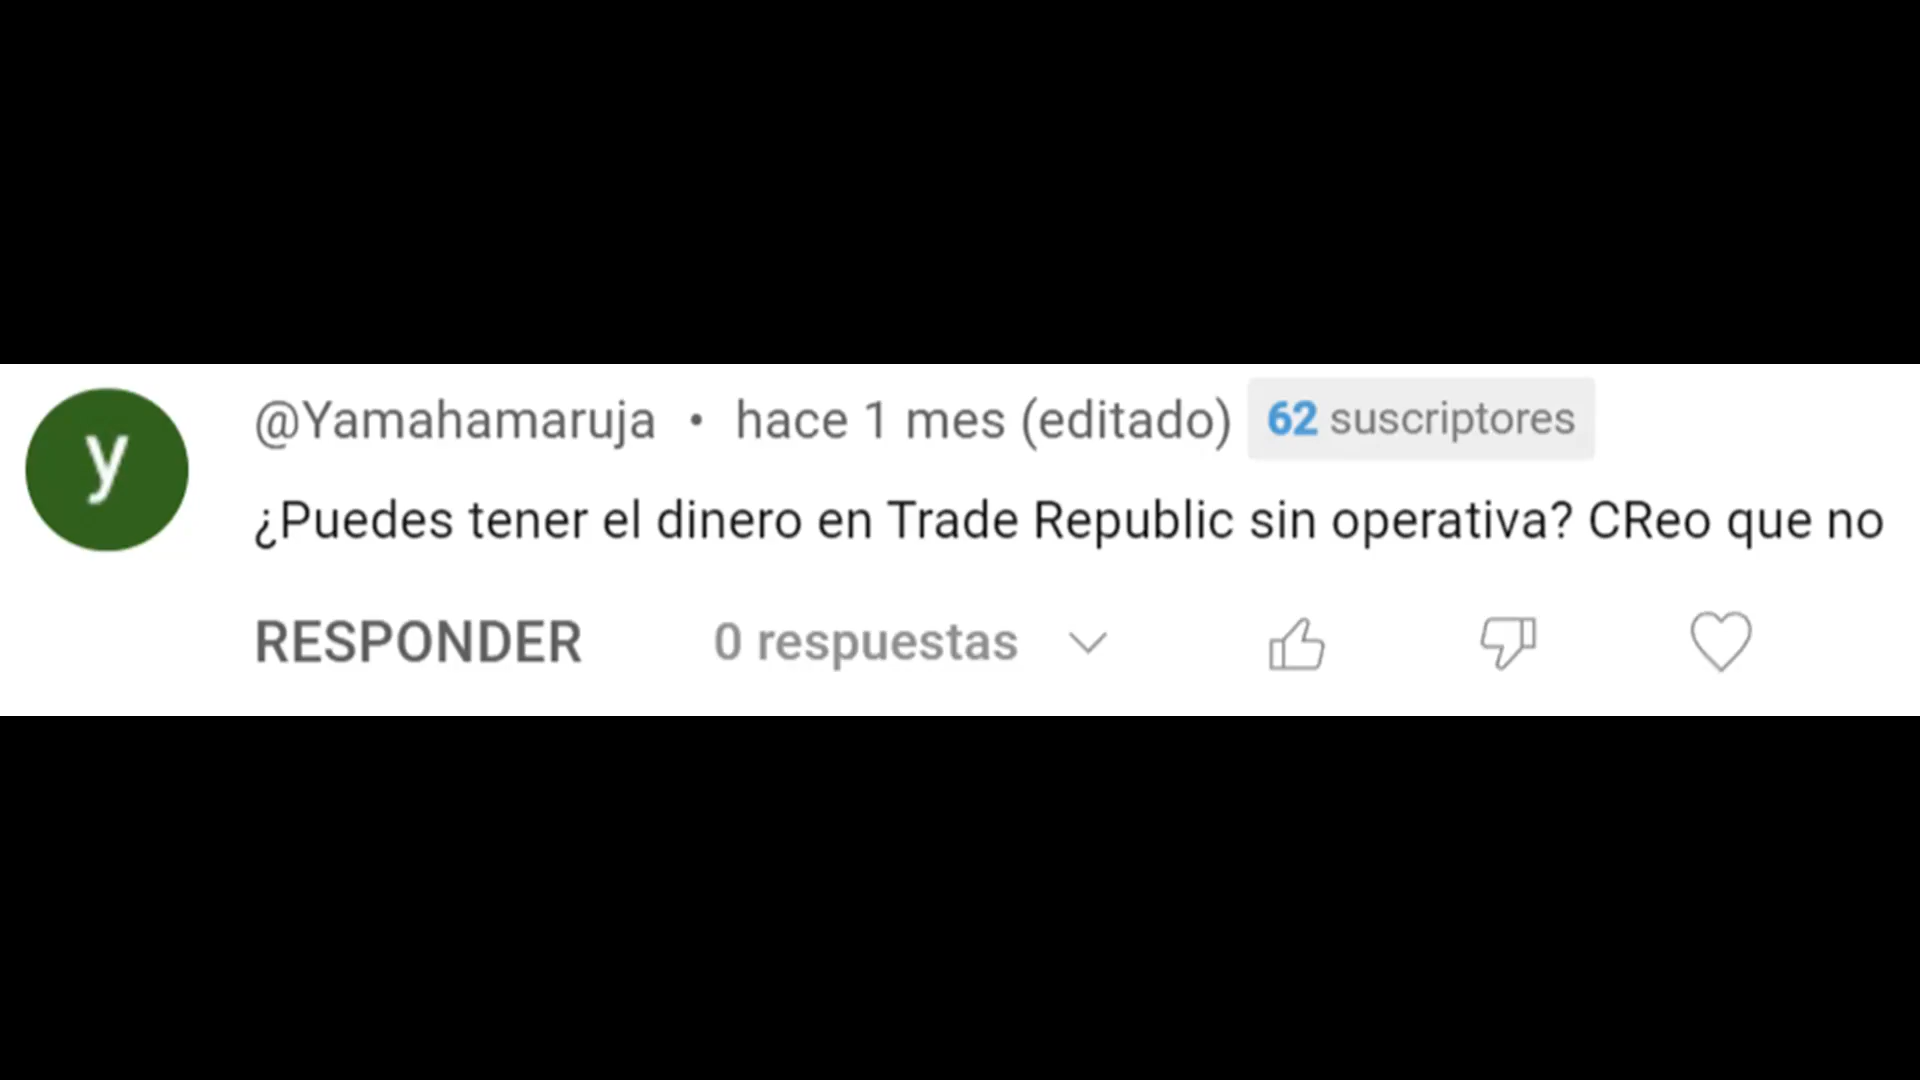 y
@Yamahamaruja • hace 1 mes (editado) 62 suscriptores
¿Puedes tener el dinero en Trade Republic sin operativa? CReo que no
RESPONDER 0 respuestas